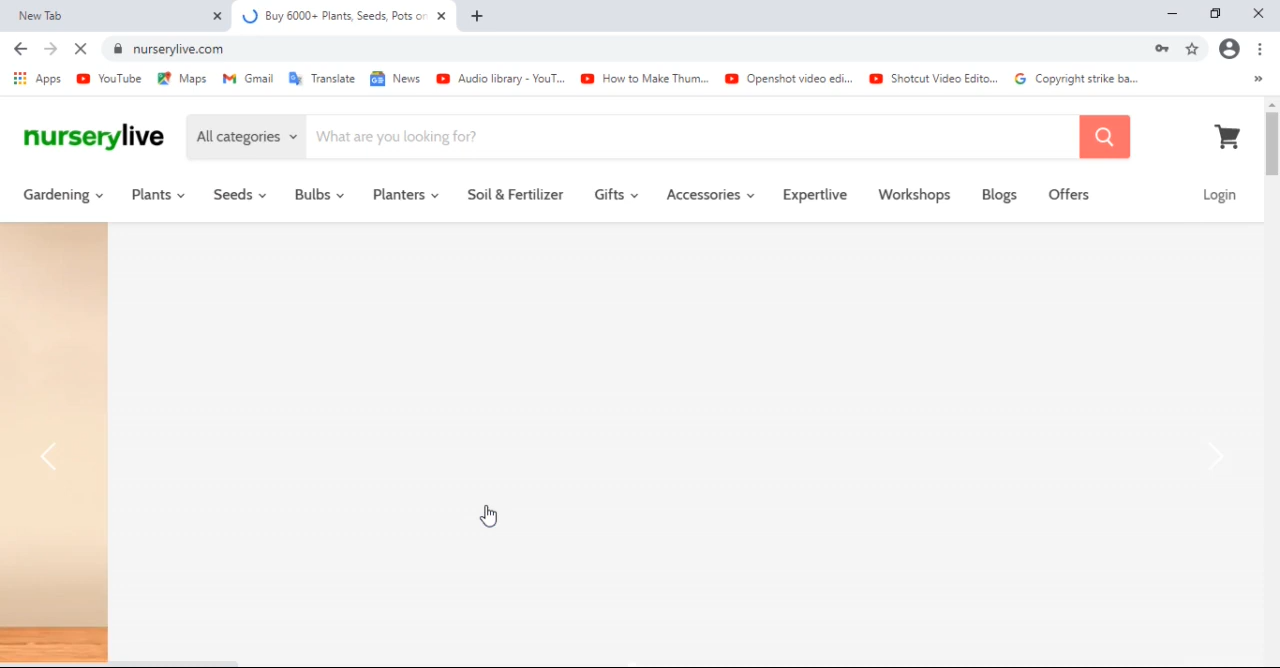 New Tab
Buy 6000+ Plants, Seeds, Pots on
nurserylive.com
Apps YouTube Maps Gmail Translate News Audio library - YouT... How to Make Thum... Openshot video edi... Shotcut Video Edito... Copyright strike ba... »
nurserylive All categories What are you looking for?
Gardening Plants Seeds Bulbs Planters Soil & Fertilizer Gifts Accessories Expertlive Workshops Blogs Offers Login